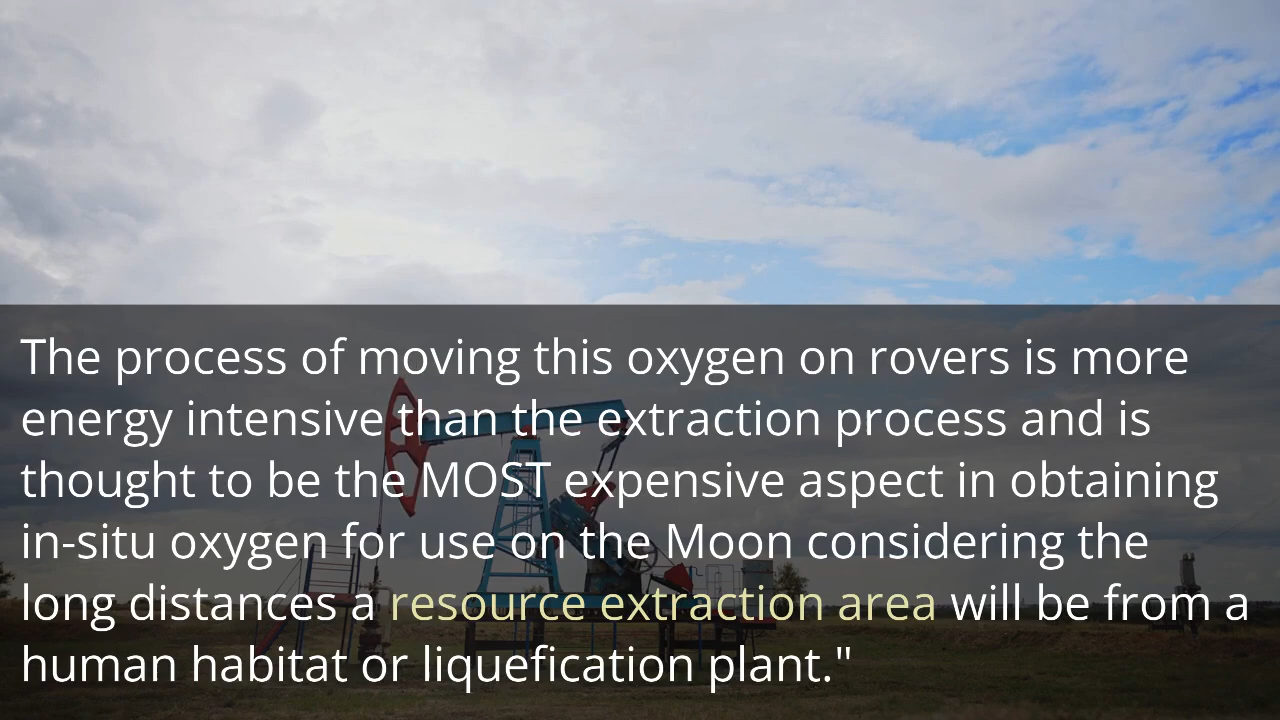 The process of moving this oxygen on rovers is more
energy intensive than the extraction process and is
thought to be the MOST expensive aspect in obtaining
in-situ oxygen for use on the Moon considering the
long distances a resource extraction area will be from a
human habitat or liquefication plant."